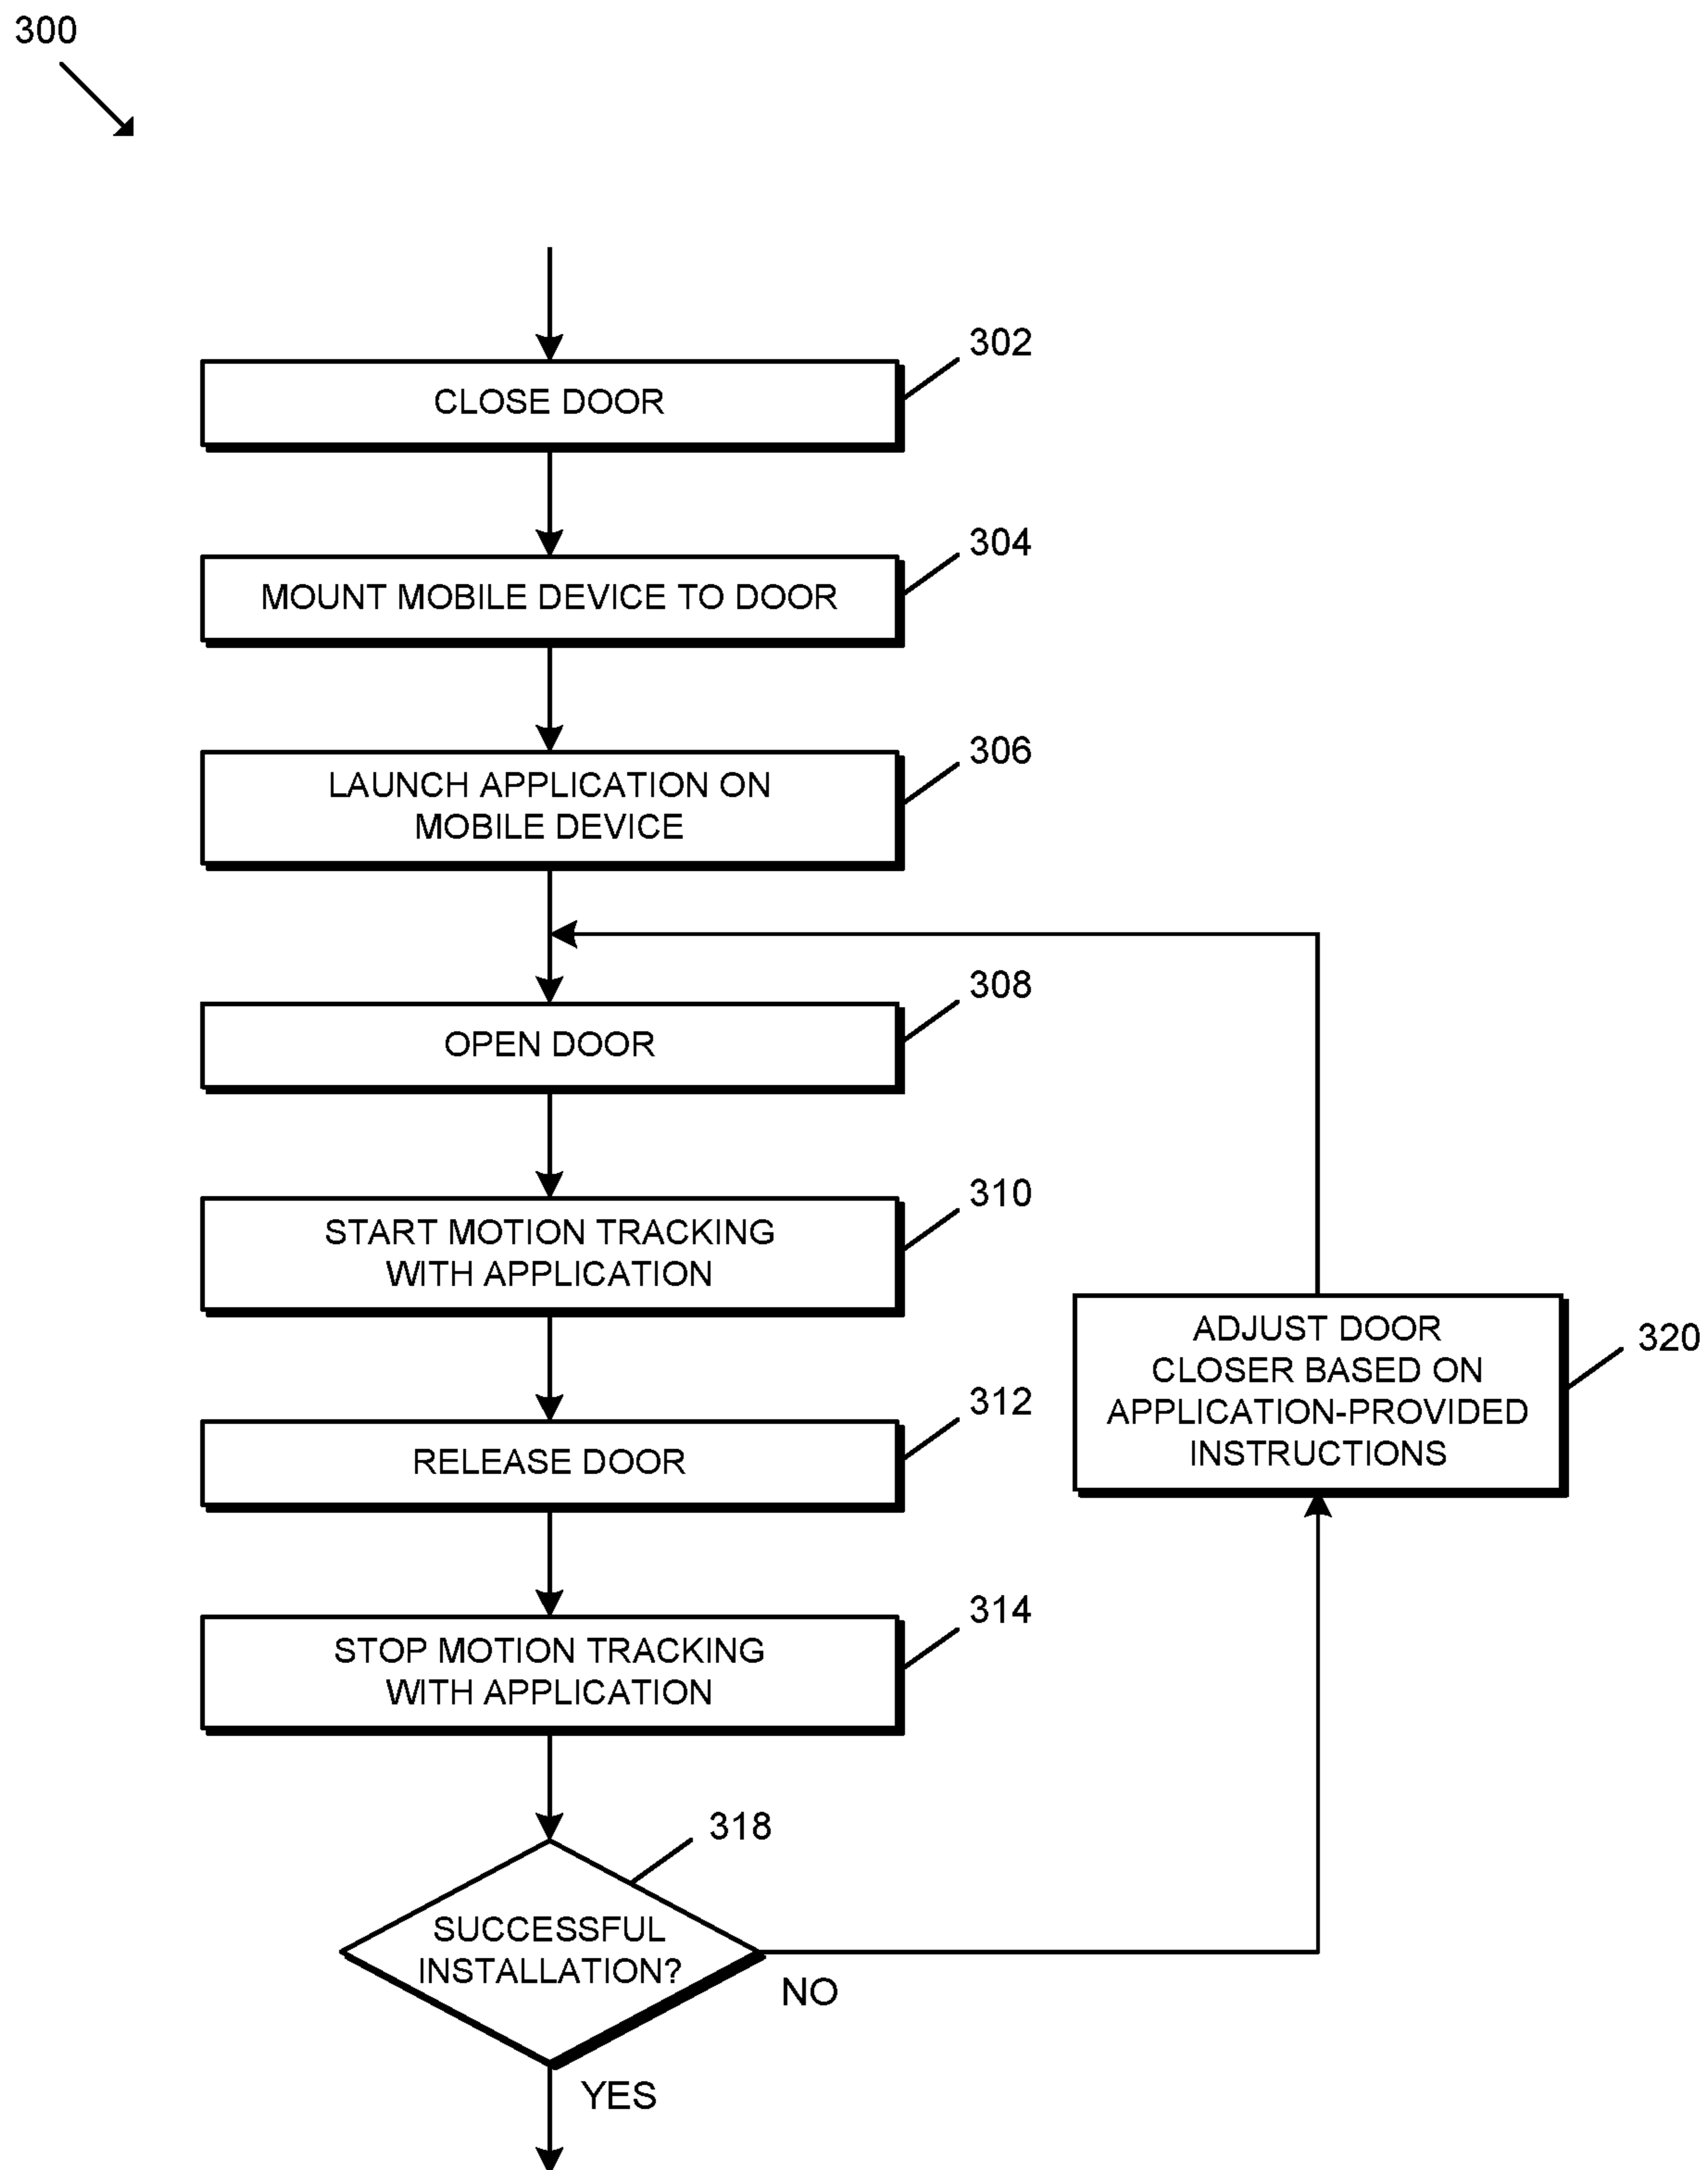 300
302
CLOSE DOOR
304
MOUNT MOBILE DEVICE TO DOOR
306
LAUNCH APPLICATION ON
MOBILE DEVICE
308
OPEN DOOR
310
START MOTION TRACKING
WITH APPLICATION
312
RELEASE DOOR
314
STOP MOTION TRACKING
WITH APPLICATION
318
SUCCESSFUL
INSTALLATION?
NO
YES
320
ADJUST DOOR
CLOSER BASED ON
APPLICATION-PROVIDED
INSTRUCTIONS